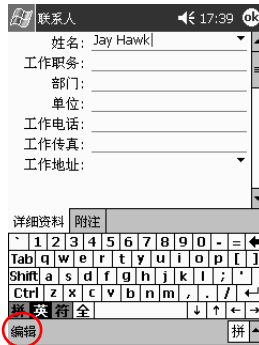 联系人 17:39 ok
姓名: Jay Hawk
工作职务:
部门:
单位:
工作电话:
工作传真:
工作地址:
详细资料 附注
` 1 2 3 4 5 6 7 8 9 0 - =
Tab q w e r t y u i o p [ ]
Shift a s d f g h j k l ; '
Ctrl z x c v b n m , . /
拼 英 符 全
编辑 拼